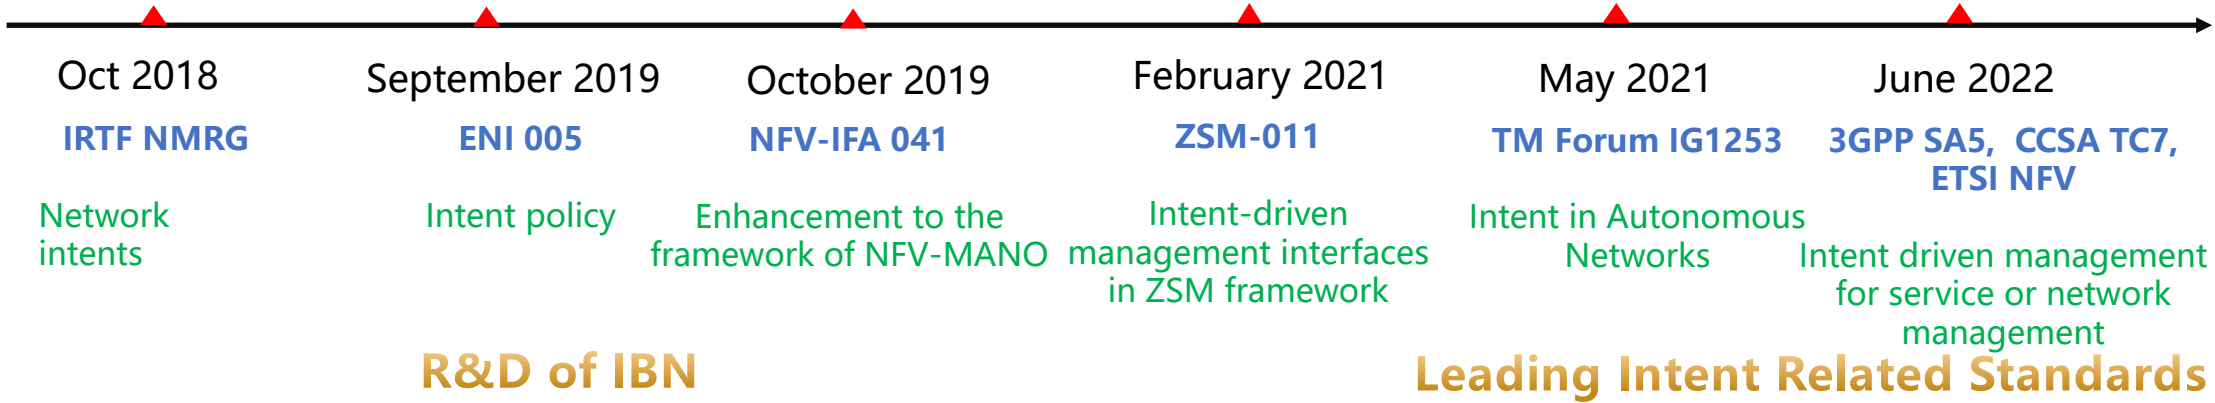 Oct 2018
IRTF NMRG
Network
intents
September 2019
ENI 005
Intent policy
October 2019
NFV-IFA 041
Enhancement to the
framework of NFV-MANO
February 2021
ZSM-011
Intent-driven
management interfaces
in ZSM framework
May 2021
TM Forum IG1253
Intent in Autonomous
Networks
June 2022
3GPP SA5, CCSA TC7,
ETSI NFV
Intent driven management
for service or network
management
R&D of IBN
Leading Intent Related Standards